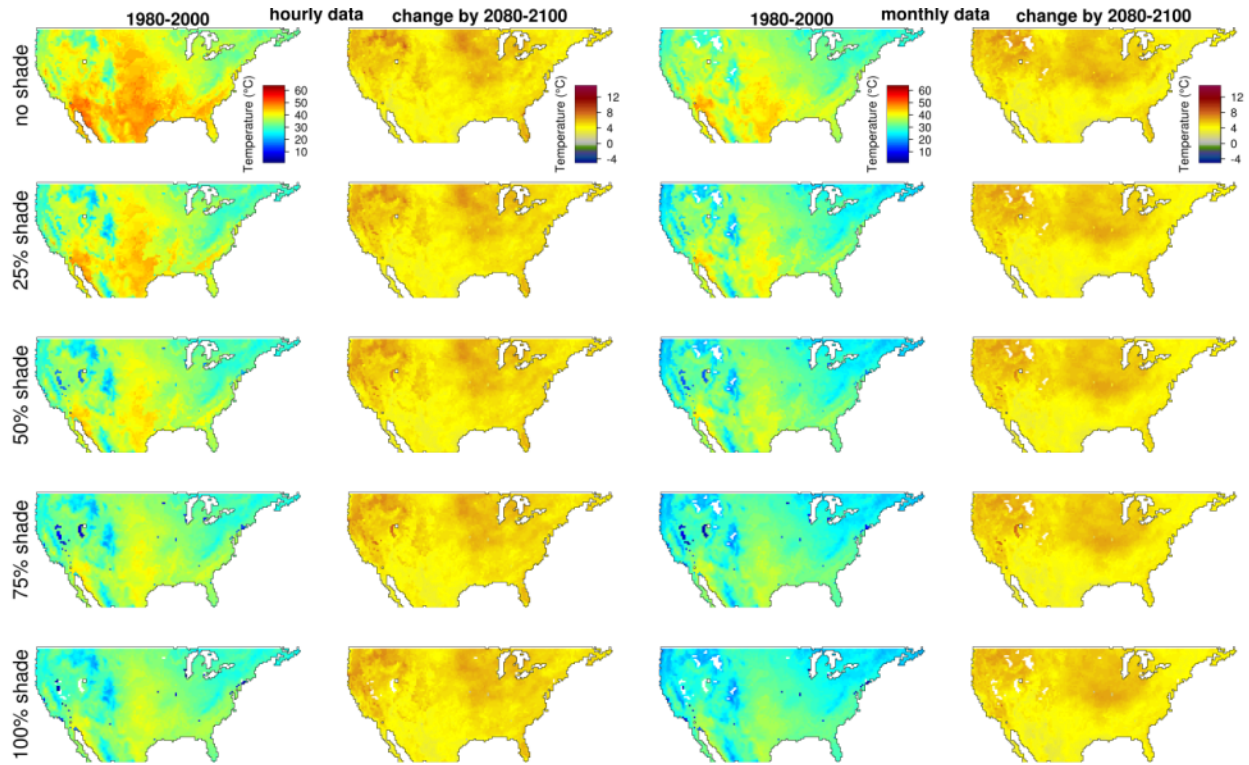 hourly data
monthly data
1980-2000
change by 2080-2100
1980-2000
change by 2080-2100
no shade
Temperature (°C)
60
50
40
30
20
10
Temperature (°C)
12
8
4
0
-4
Temperature (°C)
60
50
40
30
20
10
Temperature (°C)
12
8
4
0
-4
25% shade
50% shade
75% shade
100% shade